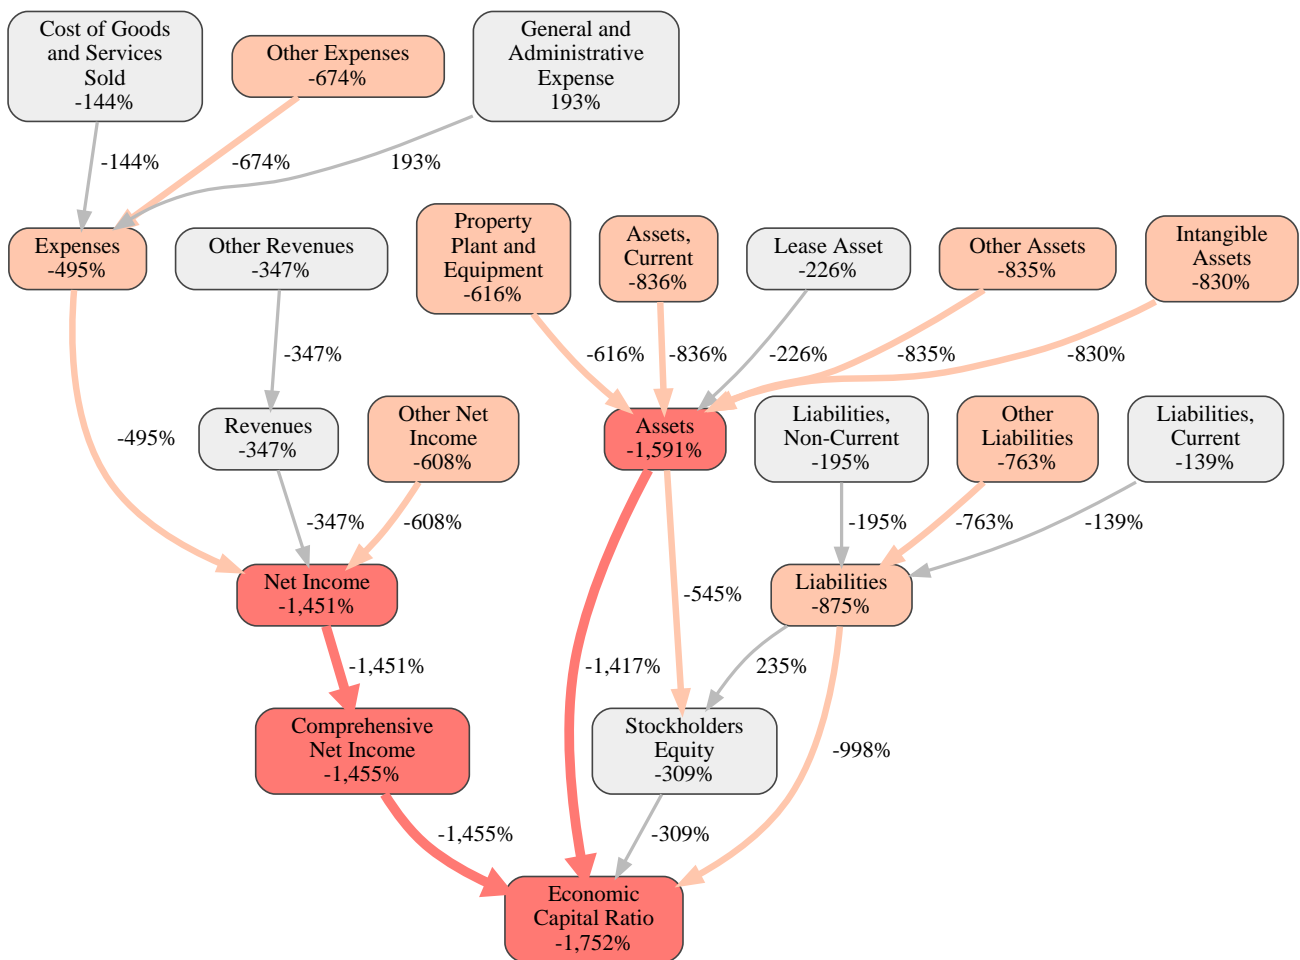 Cost of Goods
and Services
Sold
-144%
Other Expenses
-674%
General and
Administrative
Expense
193%
-144%
-674%
193%
Expenses
-495%
Other Revenues
-347%
Property
Plant and
Equipment
-616%
Assets,
Current
-836%
Lease Asset
-226%
Other Assets
-835%
Intangible
Assets
-830%
-347%
-616%
-836%
-226%
-835%
-830%
-495%
Revenues
-347%
Other Net
Income
-608%
Assets
-1,591%
Liabilities,
Non-Current
-195%
Other
Liabilities
-763%
Liabilities,
Current
-139%
-347%
-608%
-195%
-763%
-139%
Net Income
-1,451%
-545%
Liabilities
-875%
-1,451%
-1,417%
235%
Comprehensive
Net Income
-1,455%
Stockholders
Equity
-309%
-998%
-1,455%
-309%
Economic
Capital Ratio
-1,752%